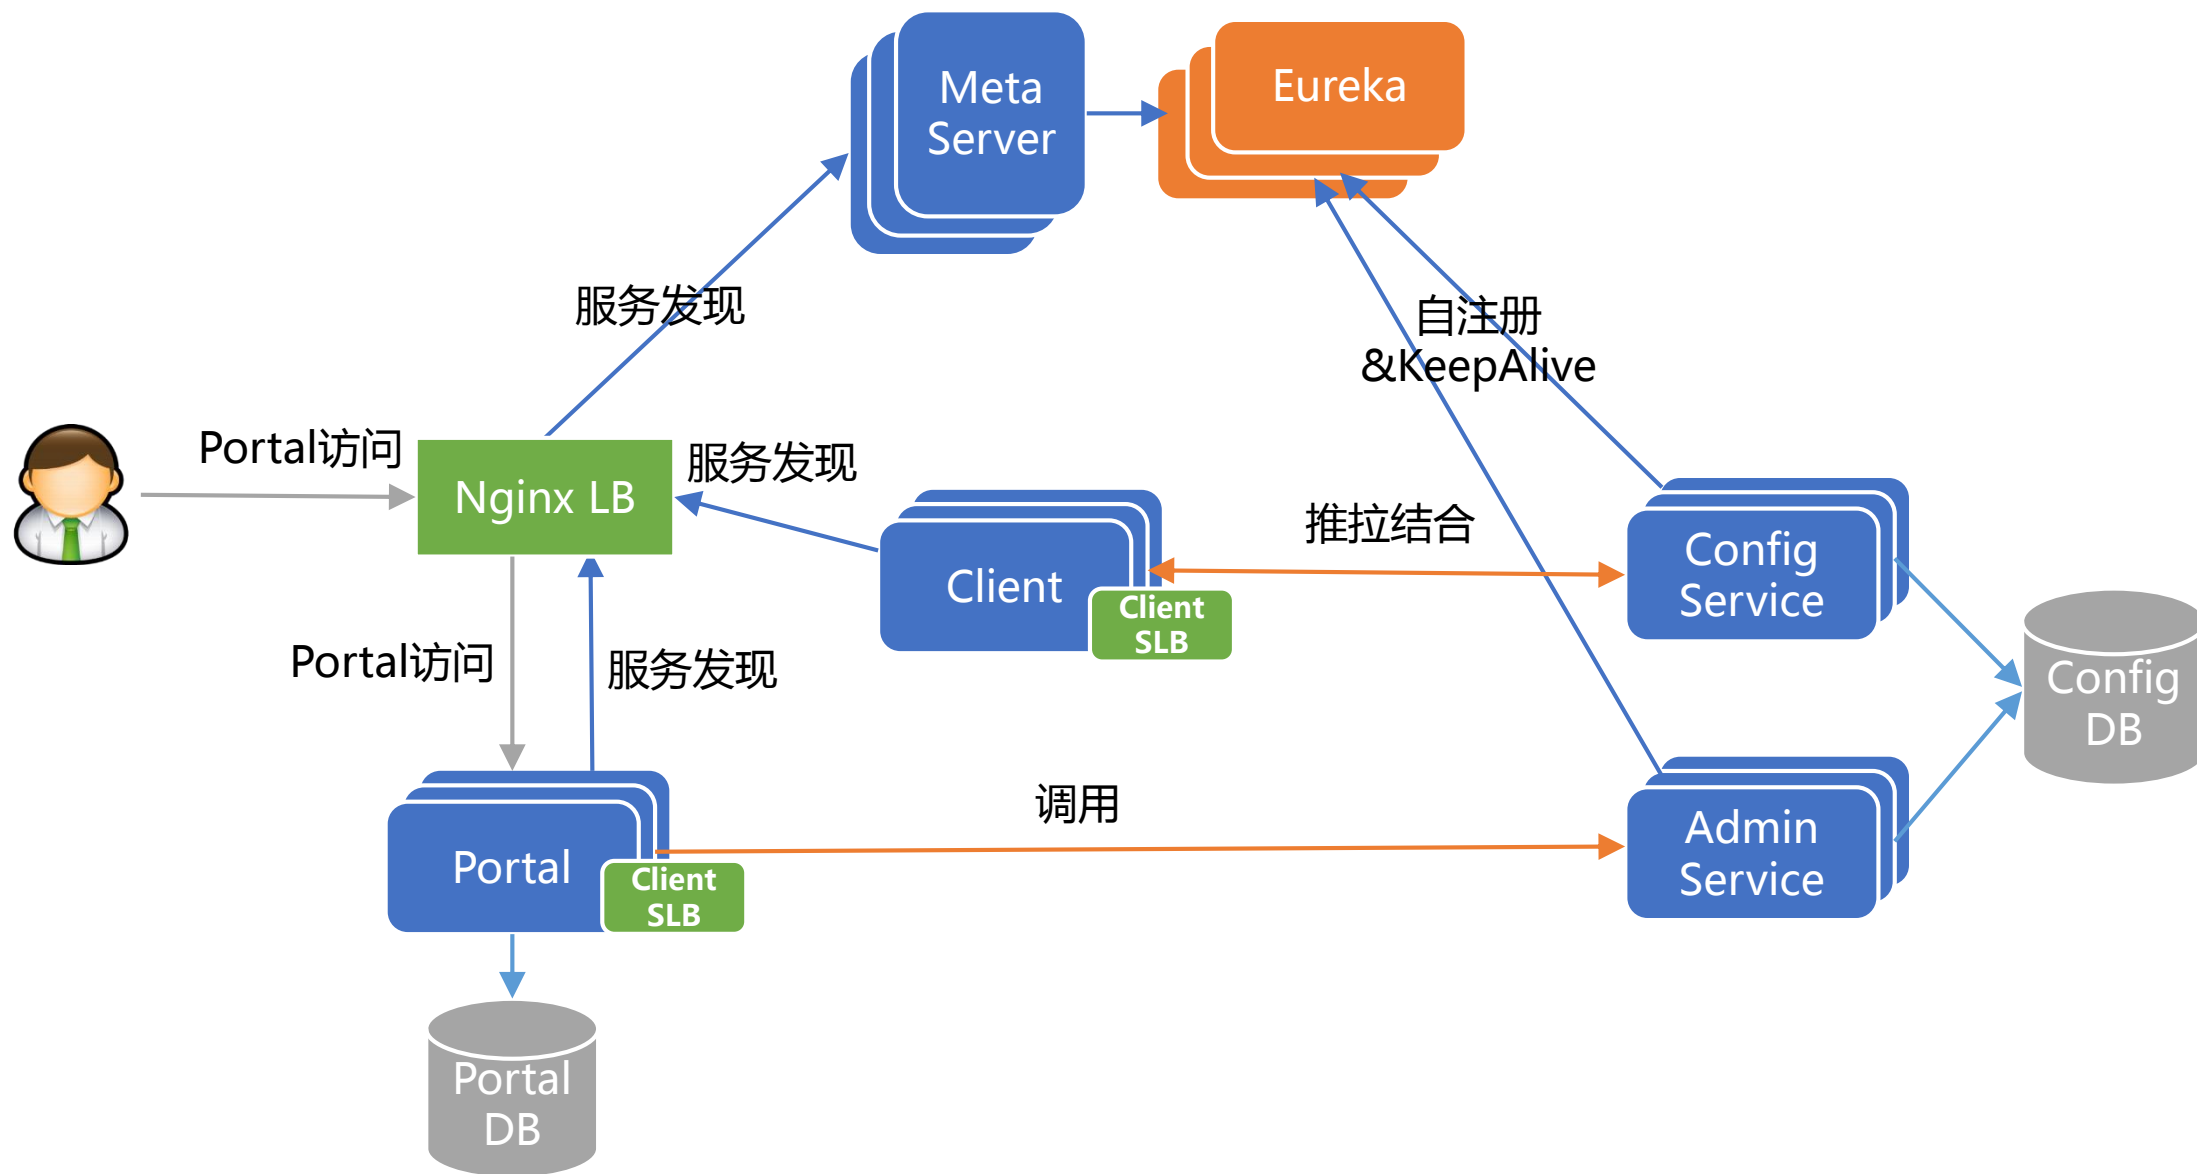 Meta
Server
Eureka
服务发现
自注册
&KeepAlive
Portal访问
Nginx LB
服务发现
Client
Client
SLB
推拉结合
Config
Service
Config
DB
Portal访问
服务发现
调用
Portal
Client
SLB
Admin
Service
Portal
DB